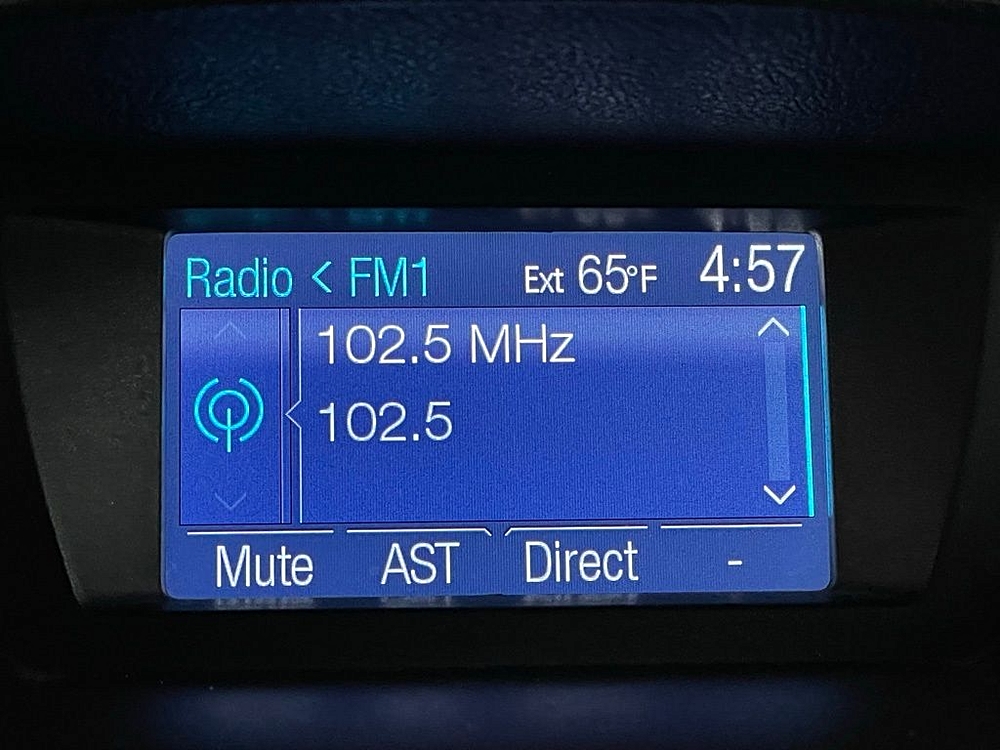 Radio < FM1 Ext 65°F 4:57
102.5 MHz
102.5
Mute AST Direct -